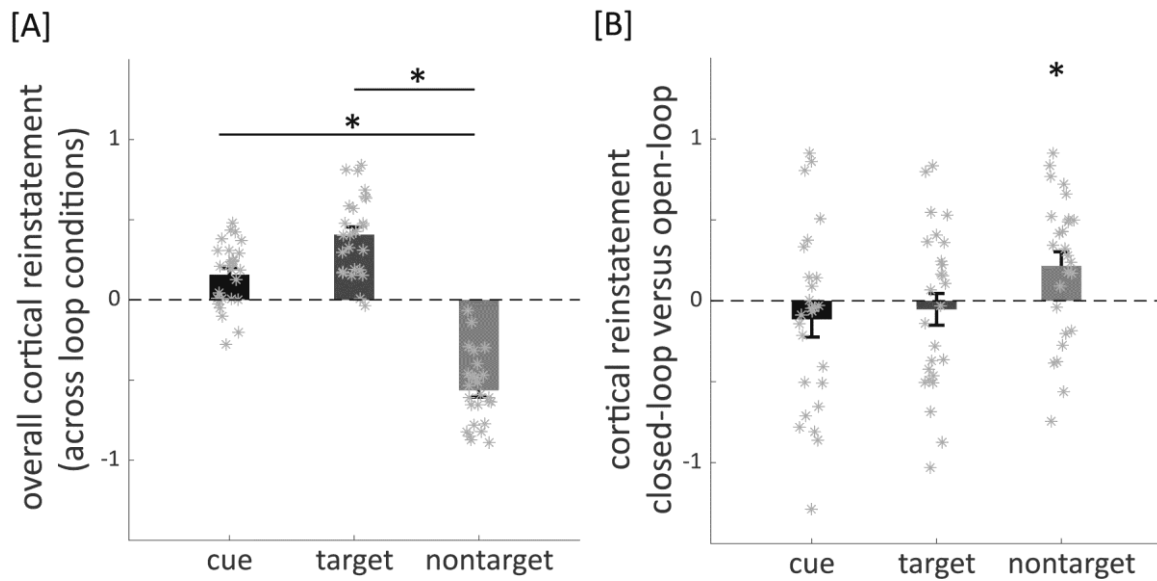 [A]
overall cortical reinstatement
(across loop conditions)
*
*
1
0
-1
cue target nontarget
[B]
cortical reinstatement
closed-loop versus open-loop
*
1
0
-1
cue target nontarget